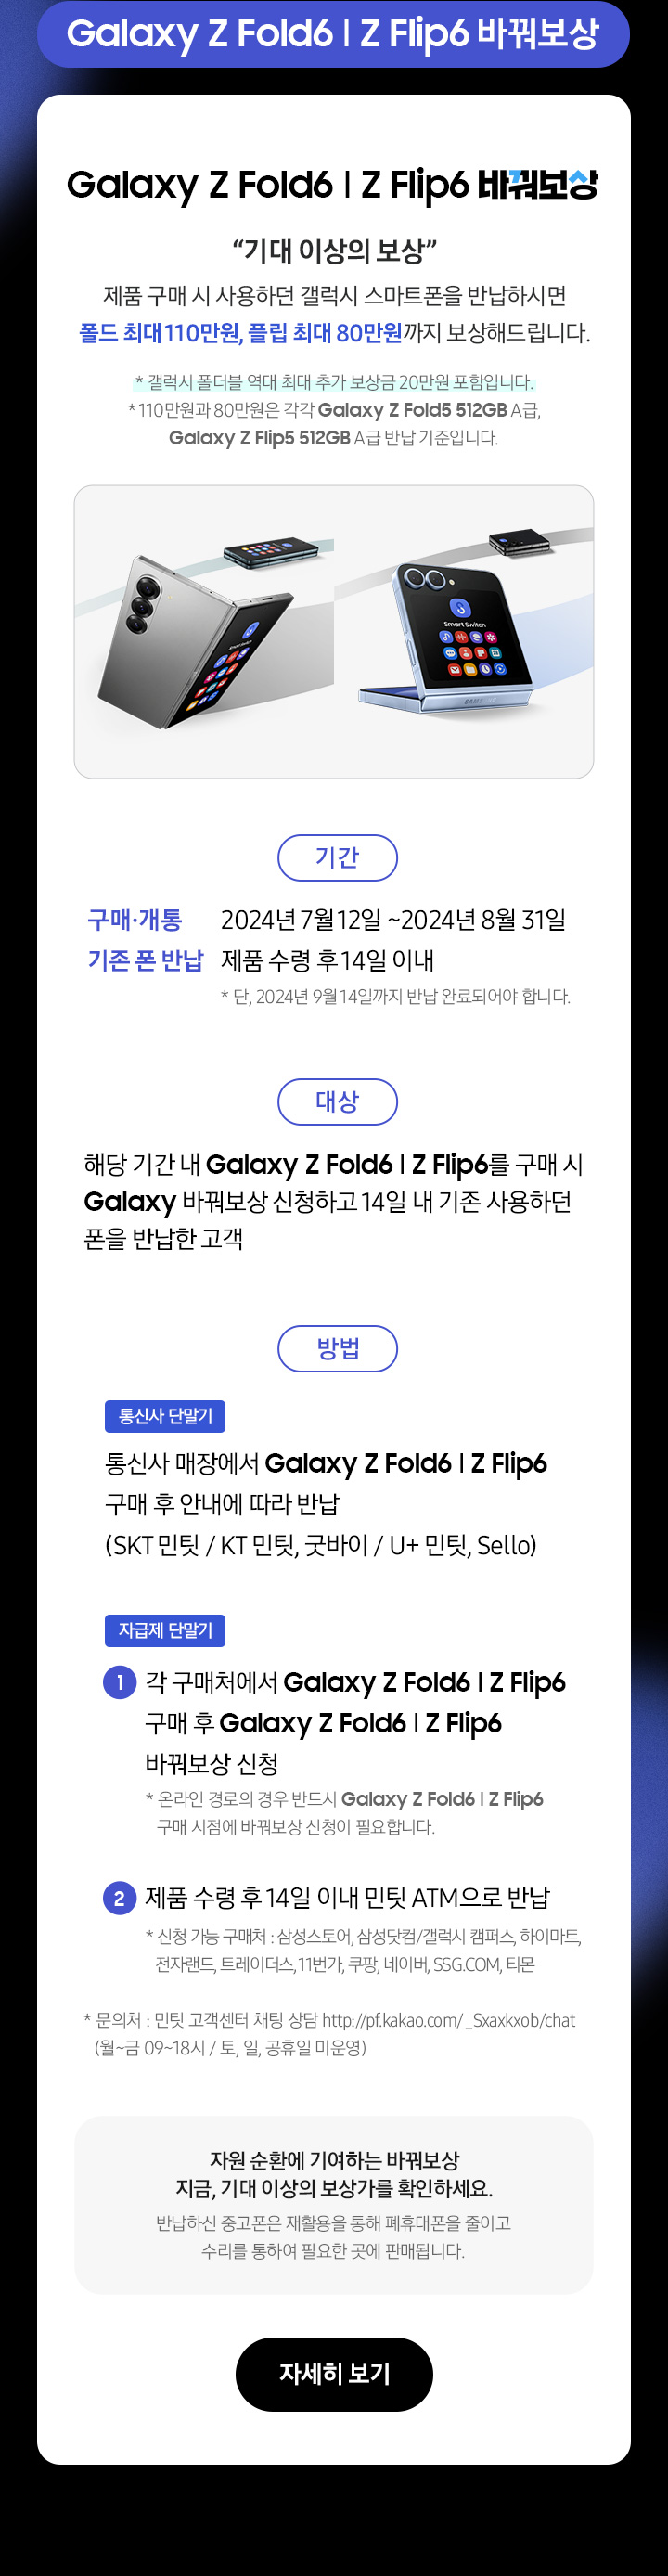 Galaxy Z Fold6 | Z Flip6 바꿔보상
Galaxy Z Fold6 | Z Flip6 바꿔보상
“기대 이상의 보상”
제품 구매 시 사용하던 갤럭시 스마트폰을 반납하시면
폴드 최대 110만원, 플립 최대 80만원까지 보상해드립니다.
* 갤럭시 폴더블 역대 최대 추가 보상금 20만원 포함입니다.
* 110만원과 80만원은 각각 Galaxy Z Fold5 512GB A급,
Galaxy Z Flip5 512GB A급 반납 기준입니다.
Smart Switch
Smart Switch
SAMSUNG
기간
구매·개통 2024년 7월 12일 ~2024년 8월 31일
기존 폰 반납 제품 수령 후 14일 이내
* 단, 2024년 9월 14일까지 반납 완료되어야 합니다.
대상
해당 기간 내 Galaxy Z Fold6 | Z Flip6를 구매 시
Galaxy 바꿔보상 신청하고 14일 내 기존 사용하던
폰을 반납한 고객
방법
통신사 단말기
통신사 매장에서 Galaxy Z Fold6 | Z Flip6
구매 후 안내에 따라 반납
(SKT 민팃 / KT 민팃, 굿바이 / U+ 민팃, Sello)
자급제 단말기
1 각 구매처에서 Galaxy Z Fold6 | Z Flip6
구매 후 Galaxy Z Fold6 | Z Flip6
바꿔보상 신청
* 온라인 경로의 경우 반드시 Galaxy Z Fold6 | Z Flip6
구매 시점에 바꿔보상 신청이 필요합니다.
2 제품 수령 후 14일 이내 민팃 ATM으로 반납
* 신청 가능 구매처 : 삼성스토어, 삼성닷컴/갤럭시 캠퍼스, 하이마트,
전자랜드, 트레이더스, 11번가, 쿠팡, 네이버, SSG.COM, 티몬
* 문의처 : 민팃 고객센터 채팅 상담 http://pf.kakao.com/_Sxaxkxob/chat
(월~금 09~18시 / 토, 일, 공휴일 미운영)
자원 순환에 기여하는 바꿔보상
지금, 기대 이상의 보상가를 확인하세요.
반납하신 중고폰은 재활용을 통해 폐휴대폰을 줄이고
수리를 통하여 필요한 곳에 판매됩니다.
자세히 보기